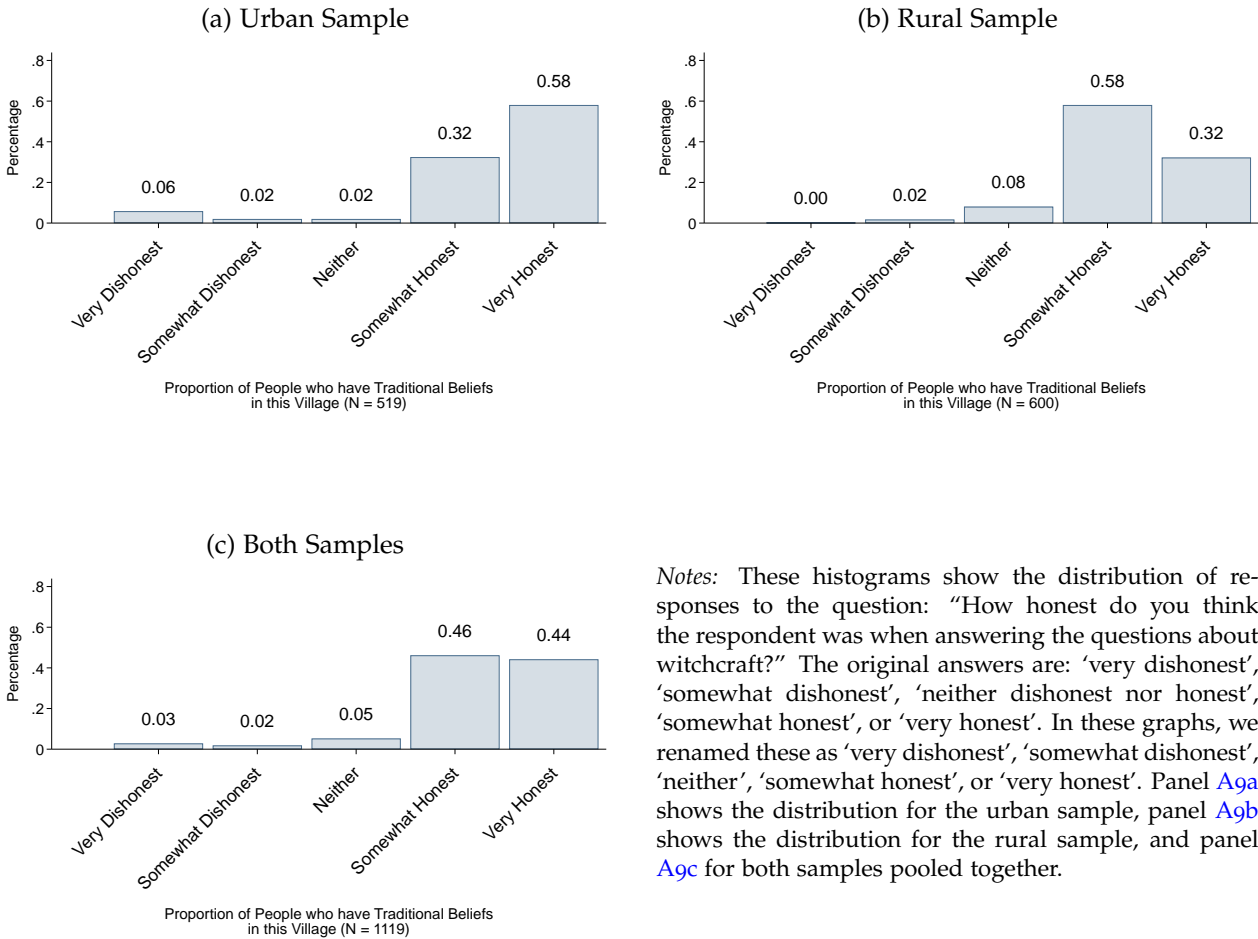 (a) Urban Sample
Percentage
.8
.6
.4
.2
0
0.06
0.02
0.02
0.32
0.58
Very Dishonest
Somewhat Dishonest
Neither
Somewhat Honest
Very Honest
Proportion of People who have Traditional Beliefs
in this Village (N = 519)
(b) Rural Sample
Percentage
.8
.6
.4
.2
0
0.00
0.02
0.08
0.58
0.32
Very Dishonest
Somewhat Dishonest
Neither
Somewhat Honest
Very Honest
Proportion of People who have Traditional Beliefs
in this Village (N = 600)
(c) Both Samples
Percentage
.8
.6
.4
.2
0
0.03
0.02
0.05
0.46
0.44
Very Dishonest
Somewhat Dishonest
Neither
Somewhat Honest
Very Honest
Proportion of People who have Traditional Beliefs
in this Village (N = 1119)
Notes: These histograms show the distribution of re-
sponses to the question: “How honest do you think
the respondent was when answering the questions about
witchcraft?” The original answers are: ‘very dishonest’,
‘somewhat dishonest’, ‘neither dishonest nor honest’,
‘somewhat honest’, or ‘very honest’. In these graphs, we
renamed these as ‘very dishonest’, ‘somewhat dishonest’,
‘neither’, ‘somewhat honest’, or ‘very honest’. Panel A9a
shows the distribution for the urban sample, panel A9b
shows the distribution for the rural sample, and panel
A9c for both samples pooled together.